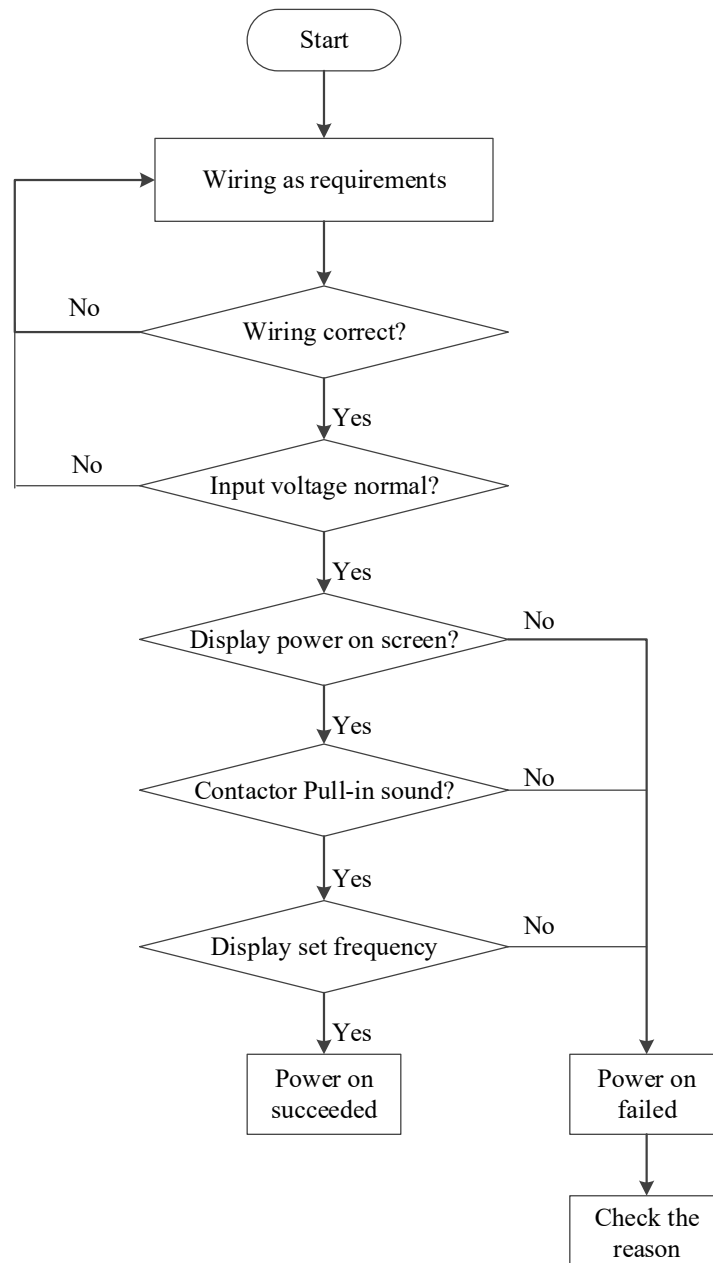 Start
Wiring as requirements
No
Wiring correct?
Yes
No
Input voltage normal?
Yes
Display power on screen?
No
Yes
Contactor Pull-in sound?
No
Yes
Display set frequency
No
Yes
Power on
succeeded
Power on
failed
Check the
reason